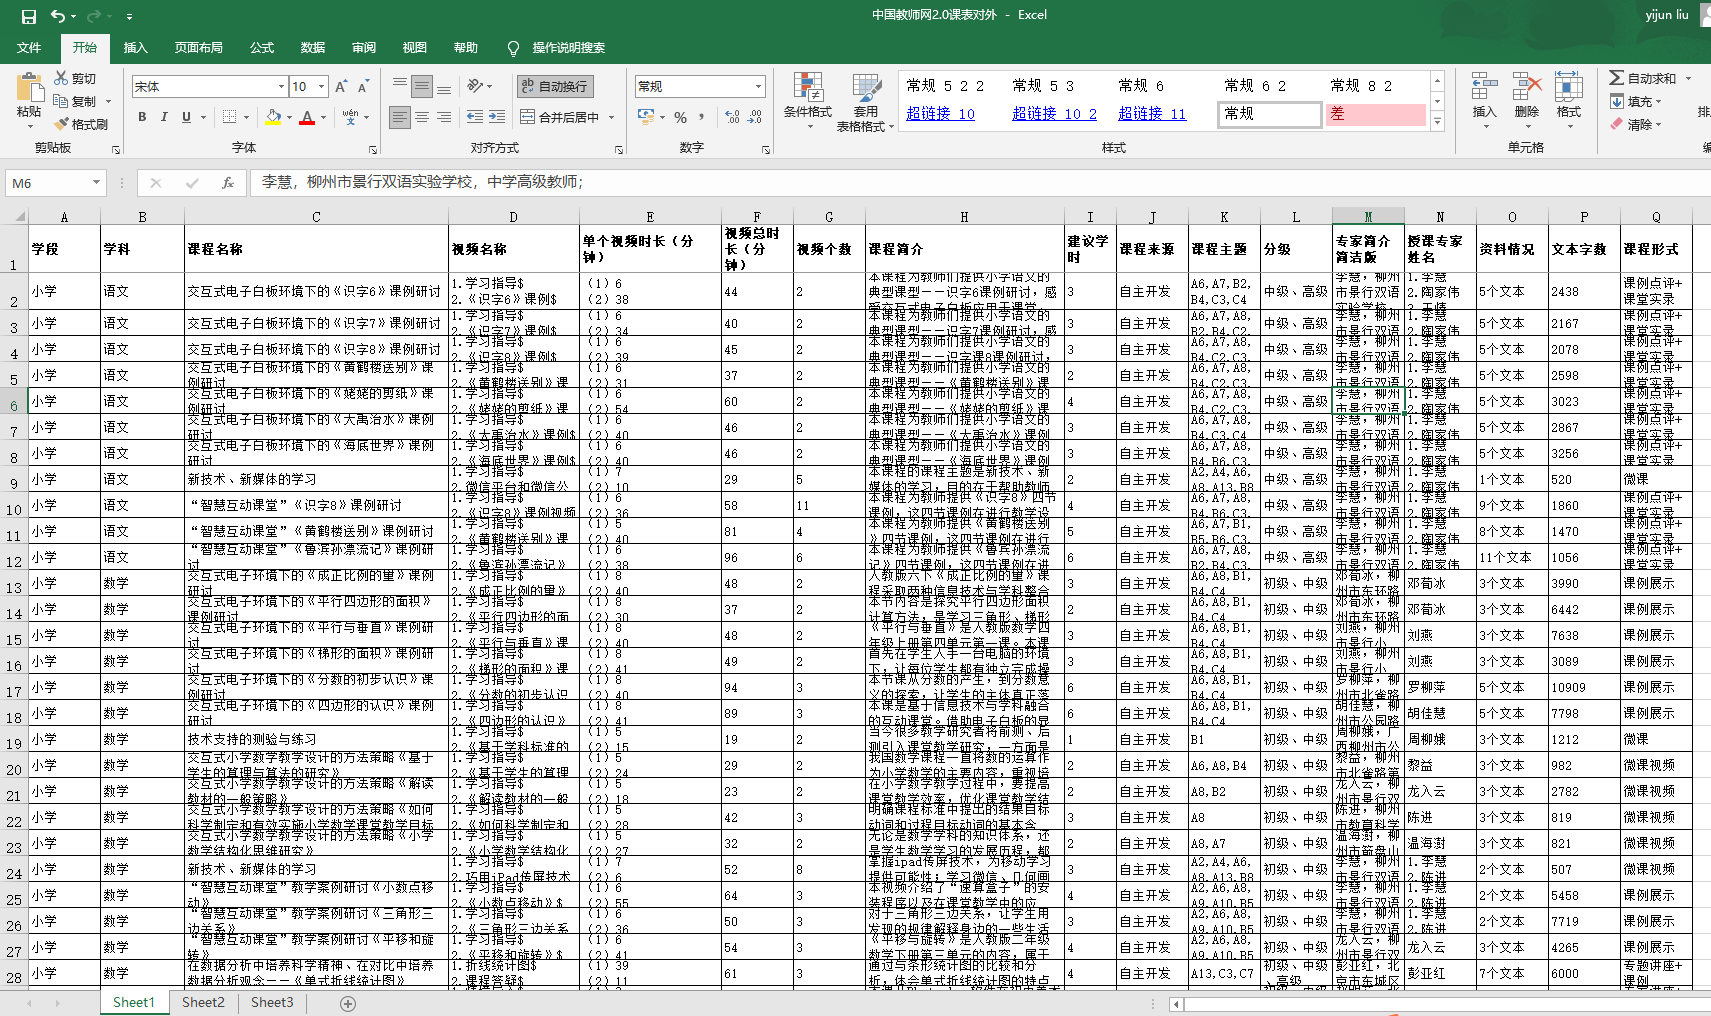 中国教师网2.0课表对外 - Excel
yijun liu
文件 开始 插入 页面布局 公式 数据 审阅 视图 帮助 操作说明搜索
剪切 复制 格式刷 粘贴 剪贴板
宋体 10 字体
自动换行 合并后居中 对齐方式
常规 数字
条件格式 套用表格格式
常规 5 2 2 常规 5 3 常规 6 常规 6 2 常规 8 2
超链接 10 超链接 10 2 超链接 11 常规 差
样式
插入 删除 格式 单元格
自动求和 填充 清除
M6 李慧，柳州市景行双语实验学校，中学高级教师；
A B C D E F G H I J K L M N O P Q
1 学段 学科 课程名称 视频名称 单个视频时长（分钟） 视频总时长（分钟） 视频个数 课程简介 建议学时 课程来源 课程主题 分级 专家简介简洁版 授课专家姓名 资料情况 文本字数 课程形式
2 小学 语文 交互式电子白板环境下的《识字6》课例研讨 1.学习指导$ 2.《识字6》课例$ （1）6 （2）38 44 2 本课程为教师们提供小学语文的典型课型——识字6课例研讨，感 3 自主开发 A6,A7,B2,B4,C3,C4 中级、高级 李慧，柳州市景行双语 1.李慧 2.陶家伟 5个文本 2438 课例点评+课堂实录
3 小学 语文 交互式电子白板环境下的《识字7》课例研讨 1.学习指导$ 2.《识字7》课例$ （1）6 （2）34 40 2 本课程为教师们提供小学语文的典型课型——识字7课例研讨，感 3 自主开发 A6,A7,A8,B2,B4,C2, 中级、高级 李慧，柳州市景行双语 1.李慧 2.陶家伟 5个文本 2167 课例点评+课堂实录
4 小学 语文 交互式电子白板环境下的《识字8》课例研讨 1.学习指导$ 2.《识字8》课例$ （1）6 （2）39 45 2 本课程为教师们提供小学语文的典型课型——识字课8课例研讨， 3 自主开发 A6,A7,A8,B4,C2,C3, 中级、高级 李慧，柳州市景行双语 1.李慧 2.陶家伟 5个文本 2078 课例点评+课堂实录
5 小学 语文 交互式电子白板环境下的《黄鹤楼送别》课例研讨 1.学习指导$ 2.《黄鹤楼送别》课 （1）6 （2）31 37 2 本课程为教师们提供小学语文的典型课型——《黄鹤楼送别》课 2 自主开发 A6,A7,A8,B4,C2,C3, 中级、高级 李慧，柳州市景行双语 1.李慧 2.陶家伟 5个文本 2598 课例点评+课堂实录
6 小学 语文 交互式电子白板环境下的《姥姥的剪纸》课例研讨 1.学习指导$ 2.《姥姥的剪纸》课 （1）6 （2）54 60 2 本课程为教师们提供小学语文的典型课型——《姥姥的剪纸》课 4 自主开发 A6,A7,A8,B4,C2,C3, 中级、高级 李慧，柳州市景行双语 1.李慧 2.陶家伟 5个文本 3023 课例点评+课堂实录
7 小学 语文 交互式电子白板环境下的《大禹治水》课例研讨 1.学习指导$ 2.《大禹治水》课例$ （1）6 （2）40 46 2 本课程为教师们提供小学语文的典型课型——《大禹治水》课例 3 自主开发 A6,A7,A8,B4,C3,C4 中级、高级 李慧，柳州市景行双语 1.李慧 2.陶家伟 5个文本 2867 课例点评+课堂实录
8 小学 语文 交互式电子白板环境下的《海底世界》课例研讨 1.学习指导$ 2.《海底世界》课例$ （1）6 （2）40 46 2 本课程为教师们提供小学语文的典型课型——《海底世界》课例 3 自主开发 A6,A7,A8,B4,B6,C3, 中级、高级 李慧，柳州市景行双语 1.李慧 2.陶家伟 5个文本 3256 课例点评+课堂实录
9 小学 语文 新技术、新媒体的学习 1.学习指导$ 2.微信平台和微信公 （1）7 （2）10 29 5 本课程的课程主题是新技术、新媒体的学习，目的在于帮助教师 2 自主开发 A2,A4,A6,A8,A13,B8 中级、高级 李慧，柳州市景行双语 1.李慧 2.陶家伟 1个文本 520 微课
10 小学 语文 “智慧互动课堂”《识字8》课例研讨 1.学习指导$ 2.《识字8》课例视频 （1）6 （2）36 58 11 本课程为教师提供《识字8》四节课例，这四节课例在进行教学设 4 自主开发 A6,A7,A8,B4,B6,C3, 中级、高级 李慧，柳州市景行双语 1.李慧 2.陶家伟 9个文本 1860 课例点评+课堂实录
11 小学 语文 “智慧互动课堂”《黄鹤楼送别》课例研讨 1.学习指导$ 2.《黄鹤楼送别》课 （1）5 （2）40 81 4 本课程为教师提供《黄鹤楼送别》四节课例，这四节课例在进行 5 自主开发 A6,A7,B1,B5,B6,C3, 中级、高级 李慧，柳州市景行双语 1.李慧 2.陶家伟 8个文本 1470 课例点评+课堂实录
12 小学 语文 “智慧互动课堂”《鲁滨孙漂流记》课例研讨 1.学习指导$ 2.《鲁滨孙漂流记》 （1）6 （2）38 96 6 本课程为教师提供《鲁滨孙漂流记》四节课例，这四节课例在进 6 自主开发 A6,A7,A8,B2,B4,C3, 中级、高级 李慧，柳州市景行双语 1.李慧 2.陶家伟 11个文本 1056 课例点评+课堂实录
13 小学 数学 交互式电子环境下的《成正比例的量》课例研讨 1.学习指导$ 2.《成正比例的量》 （1）8 （2）40 48 2 人教版六下《成正比例的量》课程采取两种信息技术与学科整合 3 自主开发 A6,A8,B1,B4,C4 初级、中级 邓荀冰，柳州市东环路 邓荀冰 3个文本 3990 课例展示
14 小学 数学 交互式电子环境下的《平行四边形的面积》课例研讨 1.学习指导$ 2.《平行四边形的面 （1）8 （2）30 37 2 本节内容是探究平行四边形面积计算方法，是学习三角形、梯形 2 自主开发 A6,A8,B1,B4,C4 初级、中级 邓荀冰，柳州市东环路 邓荀冰 3个文本 6442 课例展示
15 小学 数学 交互式电子环境下的《平行与垂直》课例研讨 1.学习指导$ 2.《平行与垂直》课 （1）8 （2）40 48 2 《平行与垂直》是人教版数学四年级上册第四单元第一课。本课 3 自主开发 A6,A8,B1,B4,C4 初级、中级 刘燕，柳州市景行小 刘燕 3个文本 7638 课例展示
16 小学 数学 交互式电子环境下的《梯形的面积》课例研讨 1.学习指导$ 2.《梯形的面积》课 （1）8 （2）41 49 2 首先在学生人手一台电脑的环境下，让每位学生都有独立完成操 3 自主开发 A6,A8,B1,B4,C4 初级、中级 刘燕，柳州市景行小 刘燕 3个文本 3089 课例展示
17 小学 数学 交互式电子环境下的《分数的初步认识》课例研讨 1.学习指导$ 2.《分数的初步认识 （1）8 （2）40 94 3 本节课从分数的产生，到分数意义的探索，让学生的主体真正落 6 自主开发 A6,A8,B1,B4,C4 初级、中级 罗柳萍，柳州市北雀路 罗柳萍 5个文本 10909 课例展示
18 小学 数学 交互式电子环境下的《四边形的认识》课例研讨 1.学习指导$ 2.《四边形的认识》 （1）8 （2）41 89 3 本课是基于信息技术与学科融合的互动课堂。借助电子白板的显 6 自主开发 A6,A8,B1,B4,C4 初级、中级 胡佳慧，柳州市公园路 胡佳慧 5个文本 7798 课例展示
19 小学 数学 技术支持的测验与练习 1.学习指导$ 2.《基于学科标准的 （1）5 （2）15 19 2 当今很多教学研究者将前测、后测引入课堂教学研究，一方面是 1 自主开发 B1 初级、中级 周柳娥，广西柳州市公 周柳娥 3个文本 1212 微课
20 小学 数学 交互式小学数学教学设计的方法策略《基于学生的算理与算法的研究》 1.学习指导$ 2.《基于学生的算理 （1）5 （2）24 29 2 我国数学课程一直将数的运算作为小学数学的主要内容，重视培 2 自主开发 A6,A8,B4 初级、中级 黎益，柳州市北雀路第 黎益 3个文本 982 微课视频
21 小学 数学 交互式小学数学教学设计的方法策略《解读教材的一般策略》 1.学习指导$ 2.《解读教材的一般 （1）5 （2）18 23 2 在小学数学教学过程中，要提高课堂教学效率，优化课堂教学结 2 自主开发 A8,B2 初级、中级 龙入云，柳州市景行双 龙入云 3个文本 2782 微课视频
22 小学 数学 交互式小学数学教学设计的方法策略《如何科学制定和有效实施小学数学课堂教学目标 1.学习指导$ 2.《如何科学制定和 （1）5 （2）28 42 3 明确课程标准中提出的结果目标动词和过程目标动词的基本含 3 自主开发 A8 初级、中级 陈进，柳州市教育科学 陈进 3个文本 819 微课视频
23 小学 数学 交互式小学数学教学设计的方法策略《小学数学结构化思维研究》 1.学习指导$ 2.《小学数学结构化 （1）5 （2）27 32 2 无论是数学学科的知识体系，还是学生数学学习的发展历程，都 2 自主开发 A8,A7 初级、中级 温海澍，柳州市箭盘山 温海澍 3个文本 821 微课视频
24 小学 数学 新技术、新媒体的学习 1.学习指导$ 2.巧用iPad传屏技术 （1）7 （2）6 52 8 掌握ipad传屏技术，为移动学习提供可能性；学习微信、几何画 2 自主开发 A2,A4,A6,A8,A13,B8 初级、中级 李慧，柳州市景行双语 1.李慧 2.陈进 2个文本 507 微课视频
25 小学 数学 “智慧互动课堂”教学案例研讨《小数点移动》 1.学习指导$ 2.《小数点移动》$ （1）6 （2）55 64 3 本视频介绍了“速算盒子”的安装程序以及在课堂教学中的应 4 自主开发 A2,A6,A8,A9,A10,B5 初级、中级 李慧，柳州市景行双语 1.李慧 2.陈进 2个文本 5458 课例展示
26 小学 数学 “智慧互动课堂”教学案例研讨《三角形三边关系》 1.学习指导$ 2.《三角形三边关系 （1）6 （2）36 50 3 对于三角形三边关系，让学生用发现的规律解释身边的一些生活 3 自主开发 A2,A6,A8,A9,A10,B5 初级、中级 李慧，柳州市景行双语 1.李慧 2.陈进 2个文本 7719 课例展示
27 小学 数学 “智慧互动课堂”教学案例研讨《平移和旋转》 1.学习指导$ 2.《平移和旋转》$ （1）6 （2）41 54 3 《平移与旋转》是人教版二年级数学下册第三单元的内容，属于 4 自主开发 A2,A6,A8,A9,A10,B5 初级、中级 龙入云，柳州市景行双 龙入云 3个文本 4265 课例展示
28 小学 数学 在数据分析中培养科学精神、在对比中培养数据分析观念——《单式折线统计图》 1.折线统计图$ 2.课程答疑$ （1）39 （2）11 61 3 通过与条形统计图的比较和分析，体会单式折线统计图的特点 4 自主开发 A13,C3,C7 初级、中级、高级 彭亚红，北京市东城区 彭亚红 7个文本 6000 专题讲座+课例
Sheet1 Sheet2 Sheet3